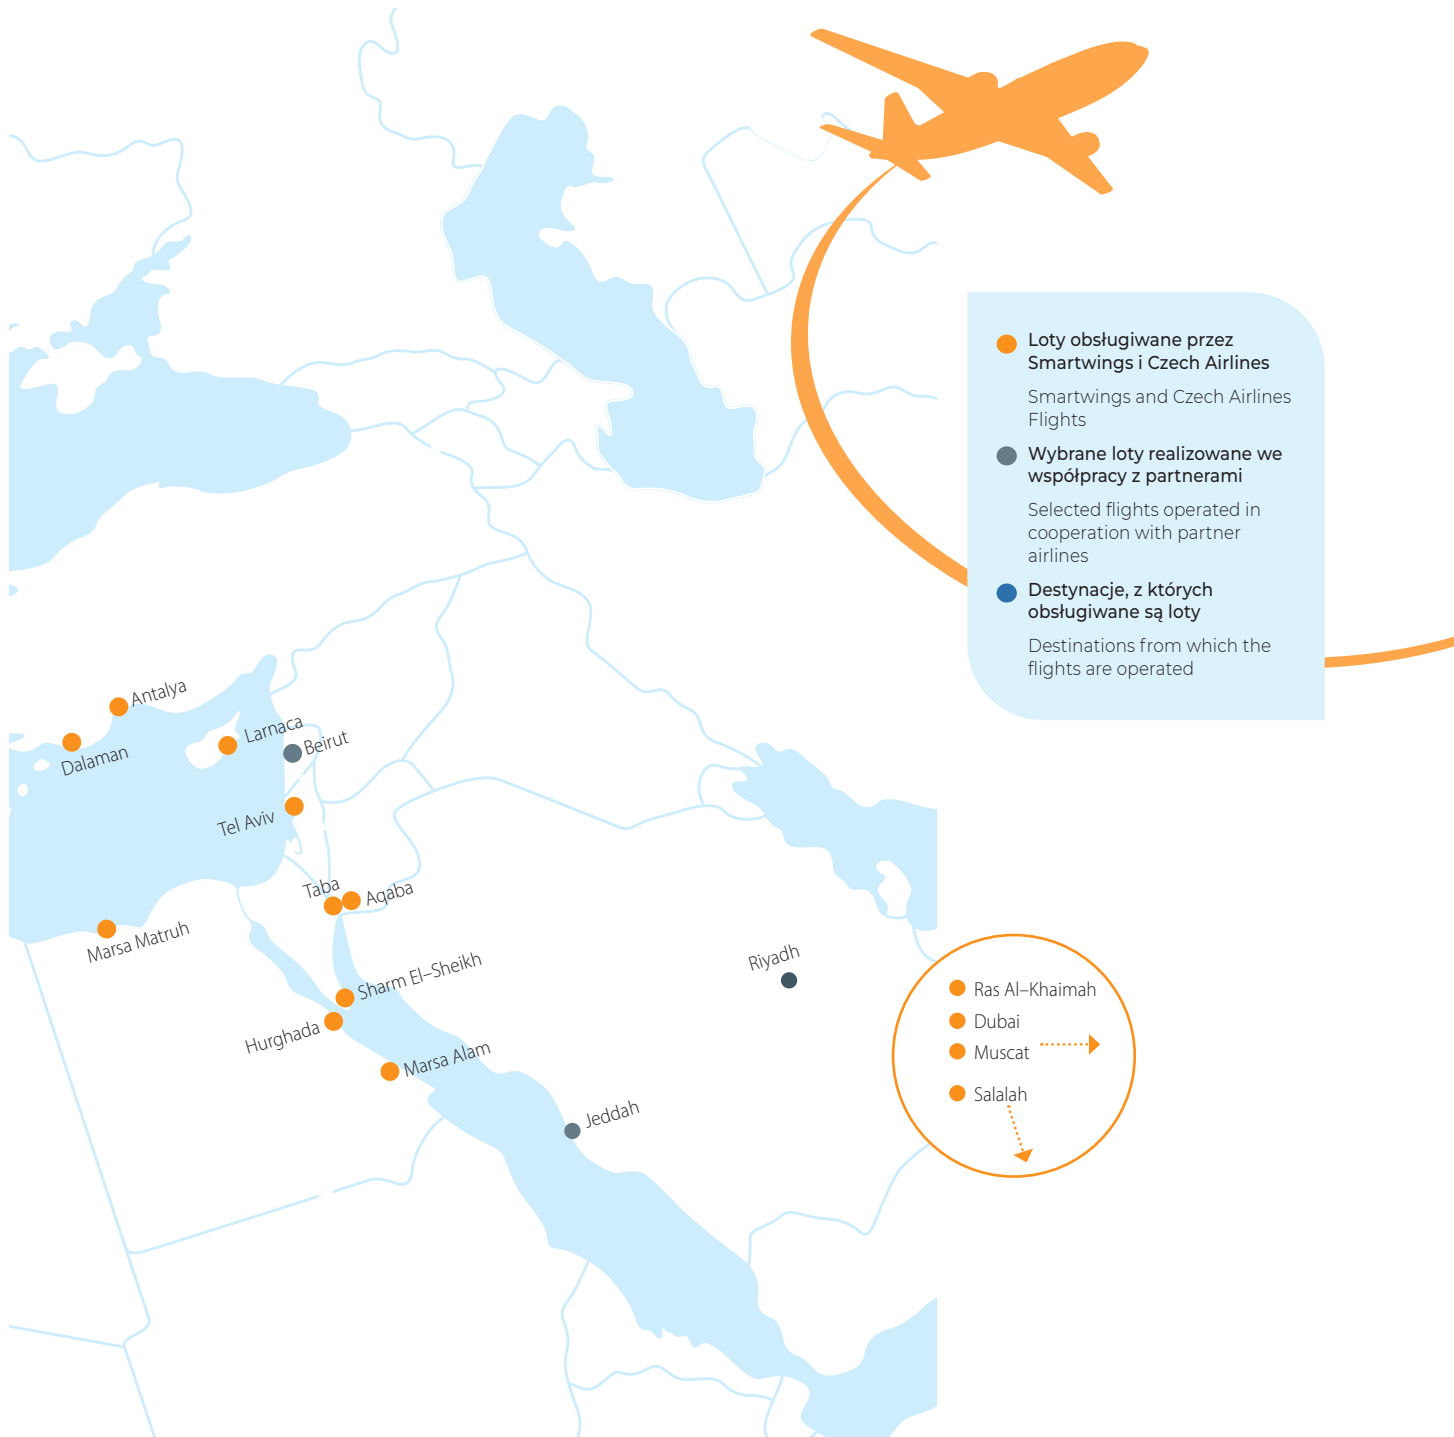 Loty obsługiwane przez
Smartwings i Czech Airlines
Smartwings and Czech Airlines
Flights
Wybrane loty realizowane we
współpracy z partnerami
Selected flights operated in
cooperation with partner
airlines
Destynacje, z których
obsługiwane są loty
Destinations from which the
flights are operated
Antalya
Larnaca
Beirut
Dalaman
Tel Aviv
Taba
Aqaba
Marsa Matruh
Riyadh
Sharm El–Sheikh
Hurghada
Marsa Alam
Jeddah
Ras Al–Khaimah
Dubai
Muscat
Salalah